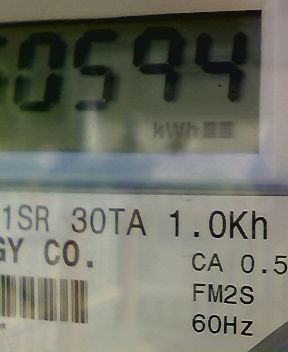 0594
kWh
1SR 30TA 1.0Kh
GY CO.
CA 0.5
FM2S
60Hz